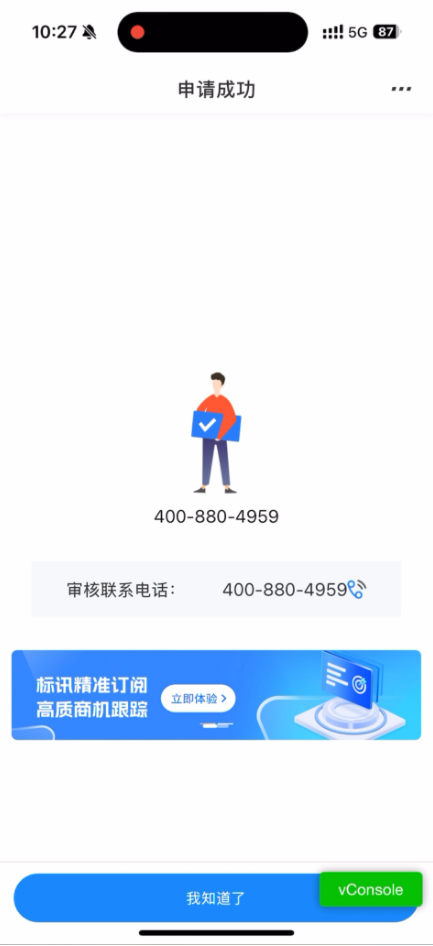 10:27
5G 87
申请成功
400-880-4959
审核联系电话: 400-880-4959
标讯精准订阅
高质商机跟踪
立即体验 >
我知道了
vConsole